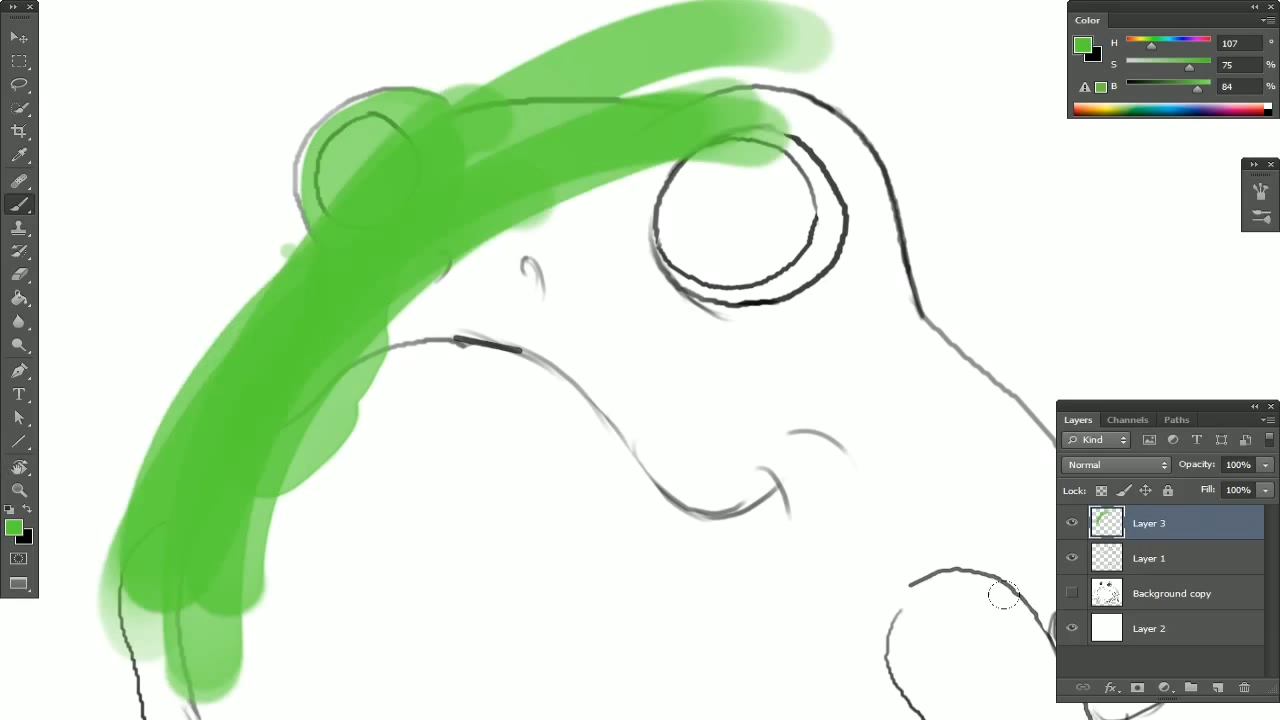 Color
H 107 °
S 75 %
B 84 %
T
Layers Channels Paths
Kind T
Normal Opacity: 100%
Lock: Fill: 100%
Layer 3
Layer 1
Background copy
Layer 2
fx